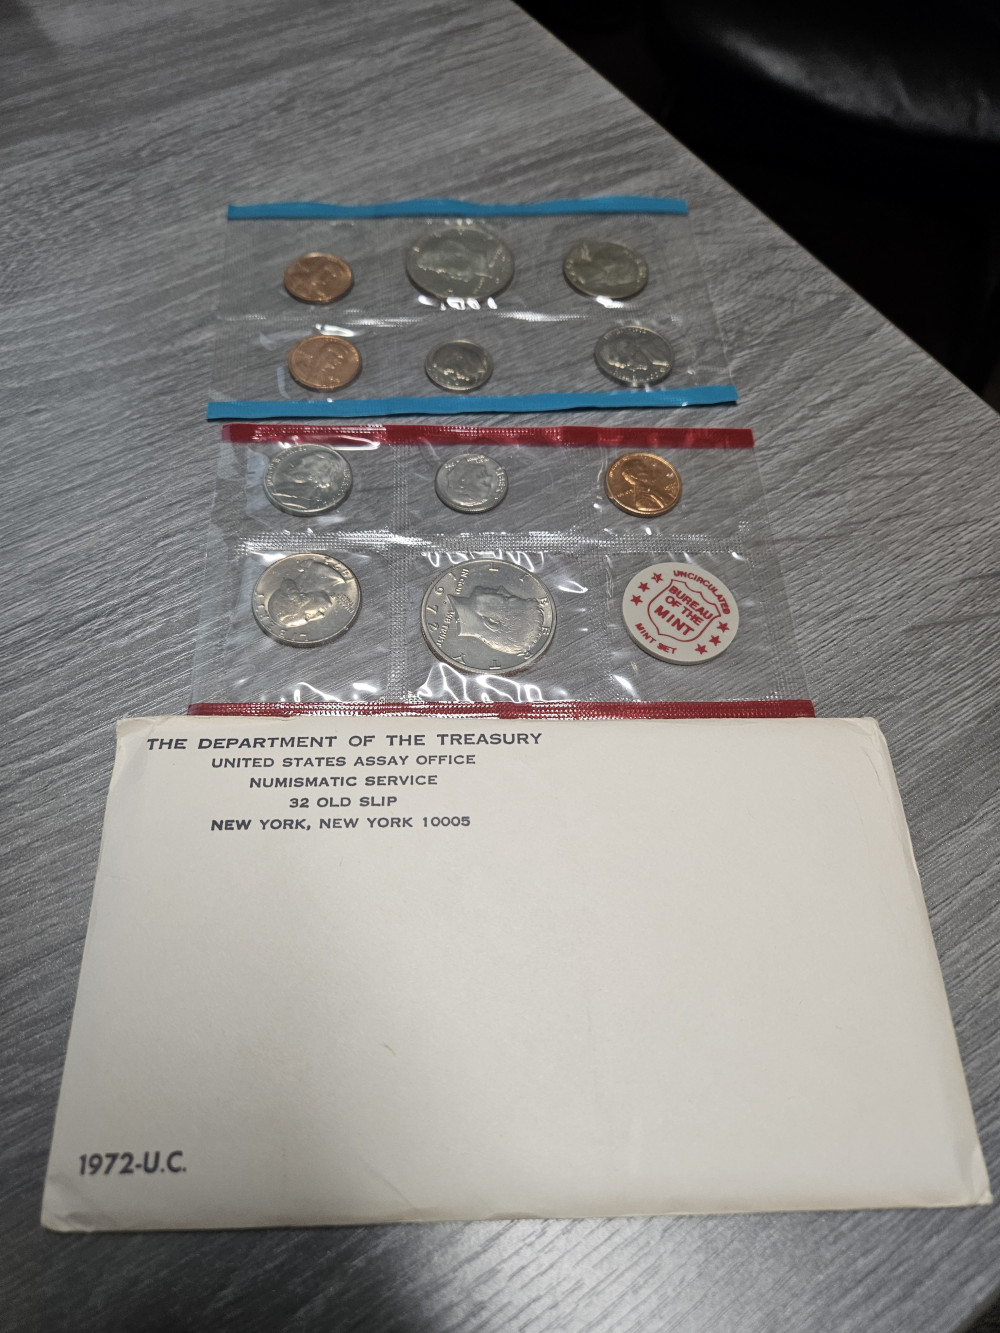 UNCIRCULATED
BUREAU
OF THE
MINT
MINT SET
THE DEPARTMENT OF THE TREASURY
UNITED STATES ASSAY OFFICE
NUMISMATIC SERVICE
32 OLD SLIP
NEW YORK, NEW YORK 10005
1972-U.C.